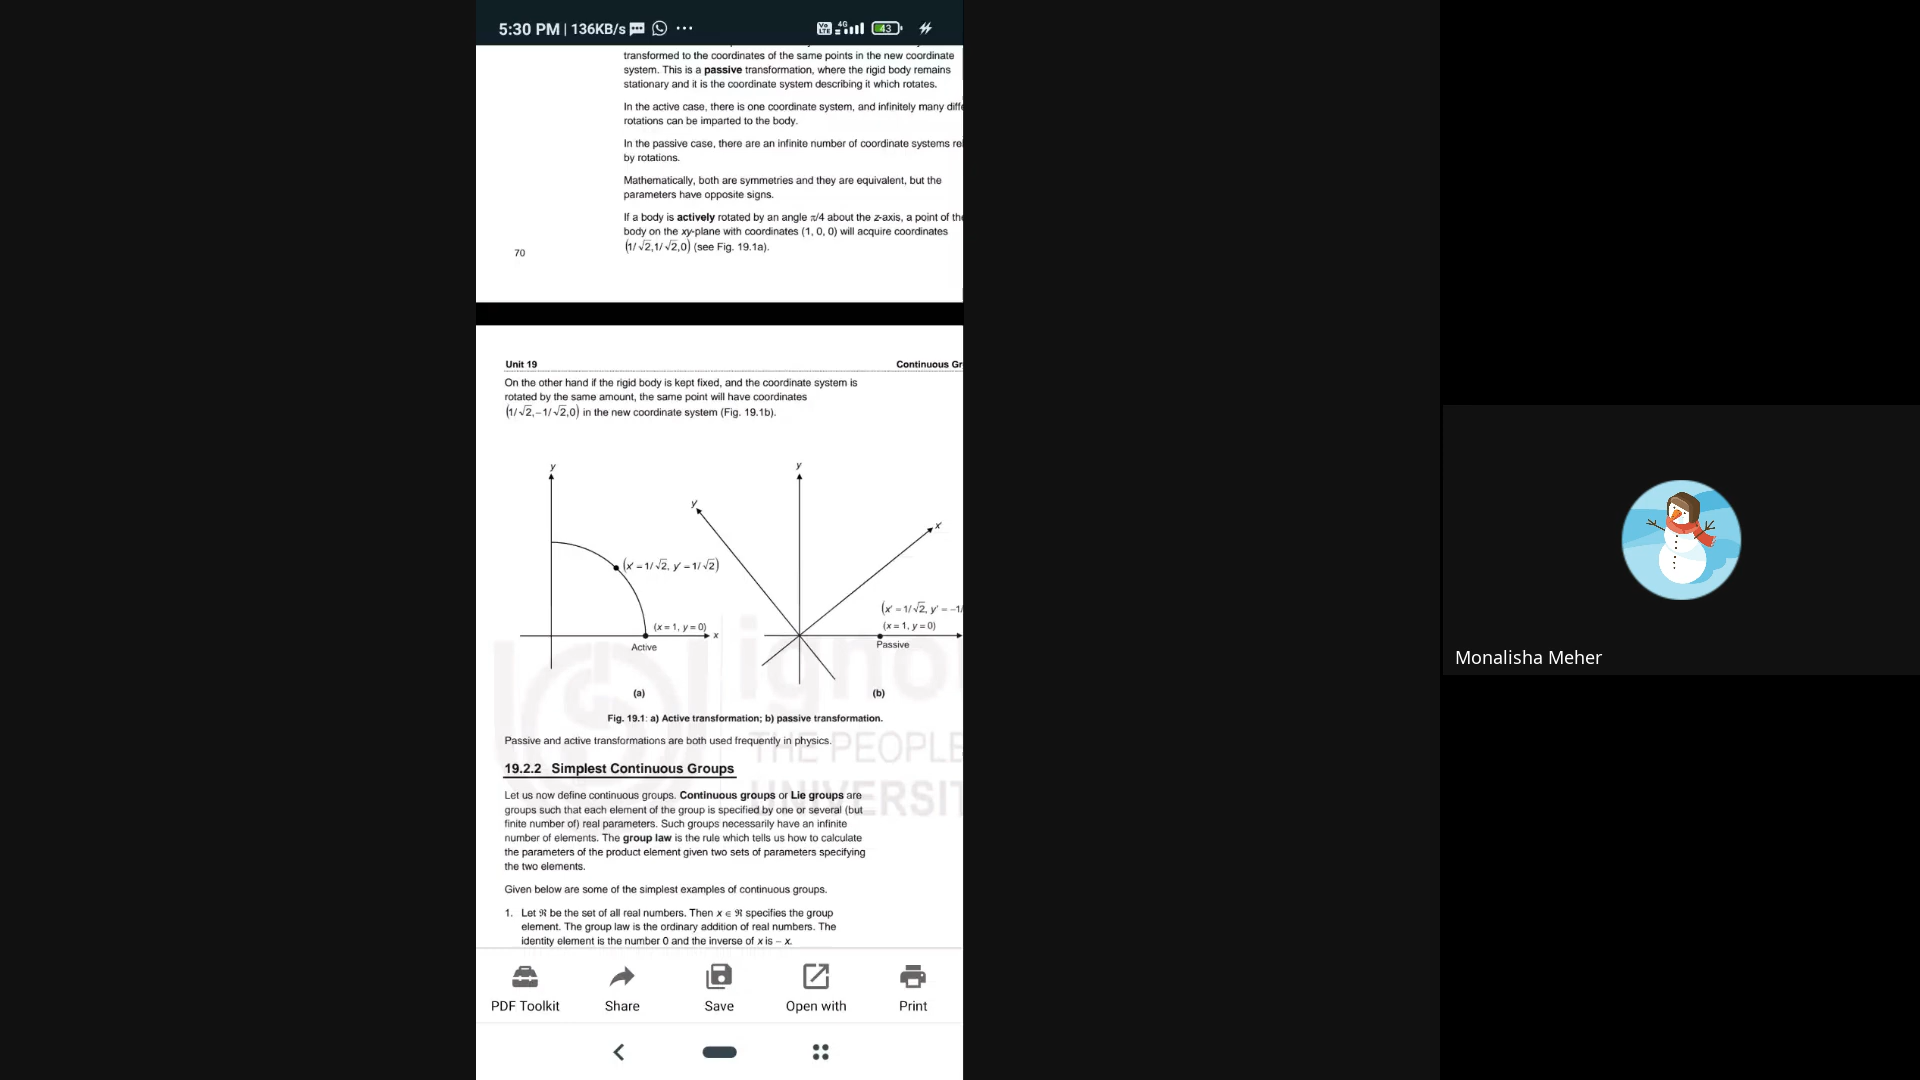 5:30 PM | 136KB/s
4G
43
transformed to the coordinates of the same points in the new coordinate
system. This is a passive transformation, where the rigid body remains
stationary and it is the coordinate system describing it which rotates.
In the active case, there is one coordinate system, and infinitely many diffe
rotations can be imparted to the body.
In the passive case, there are an infinite number of coordinate systems rel
by rotations.
Mathematically, both are symmetries and they are equivalent, but the
parameters have opposite signs.
If a body is actively rotated by an angle π/4 about the z-axis, a point of the
body on the xy-plane with coordinates (1, 0, 0) will acquire coordinates
(1/√2,1/√2,0) (see Fig. 19.1a).
70
Unit 19 Continuous Gr
On the other hand if the rigid body is kept fixed, and the coordinate system is
rotated by the same amount, the same point will have coordinates
(1/√2,−1/√2,0) in the new coordinate system (Fig. 19.1b).
y
(x' = 1/√2, y' = 1/√2)
(x = 1, y = 0)
x
Active
(a)
y
y'
x'
(x' = 1/√2, y' = −1/
(x = 1, y = 0)
Passive
(b)
Fig. 19.1: a) Active transformation; b) passive transformation.
Passive and active transformations are both used frequently in physics.
ignou
THE PEOPLE
UNIVERSIT
19.2.2 Simplest Continuous Groups
Let us now define continuous groups. Continuous groups or Lie groups are
groups such that each element of the group is specified by one or several (but
finite number of) real parameters. Such groups necessarily have an infinite
number of elements. The group law is the rule which tells us how to calculate
the parameters of the product element given two sets of parameters specifying
the two elements.
Given below are some of the simplest examples of continuous groups.
1. Let ℜ be the set of all real numbers. Then x ∈ ℜ specifies the group
element. The group law is the ordinary addition of real numbers. The
identity element is the number 0 and the inverse of x is − x.
PDF Toolkit
Share
Save
Open with
Print
Monalisha Meher